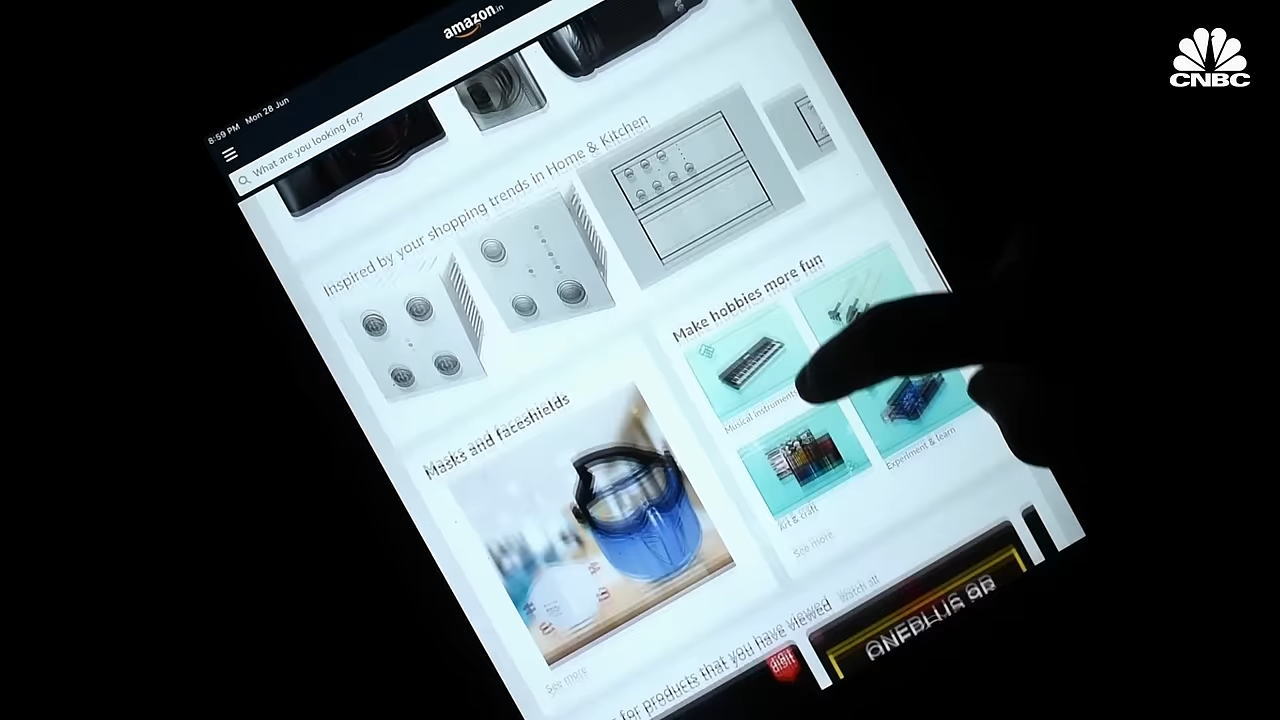 amazon.in
CNBC
8:59 PM Mon 28 Jun
What are you looking for?
Inspired by your shopping trends in Home & Kitchen
Make hobbies more fun
Musical instruments
Experiment & learn
Art & craft
See more
Masks and faceshields
See more
for products that you have viewed
Watch all
digit